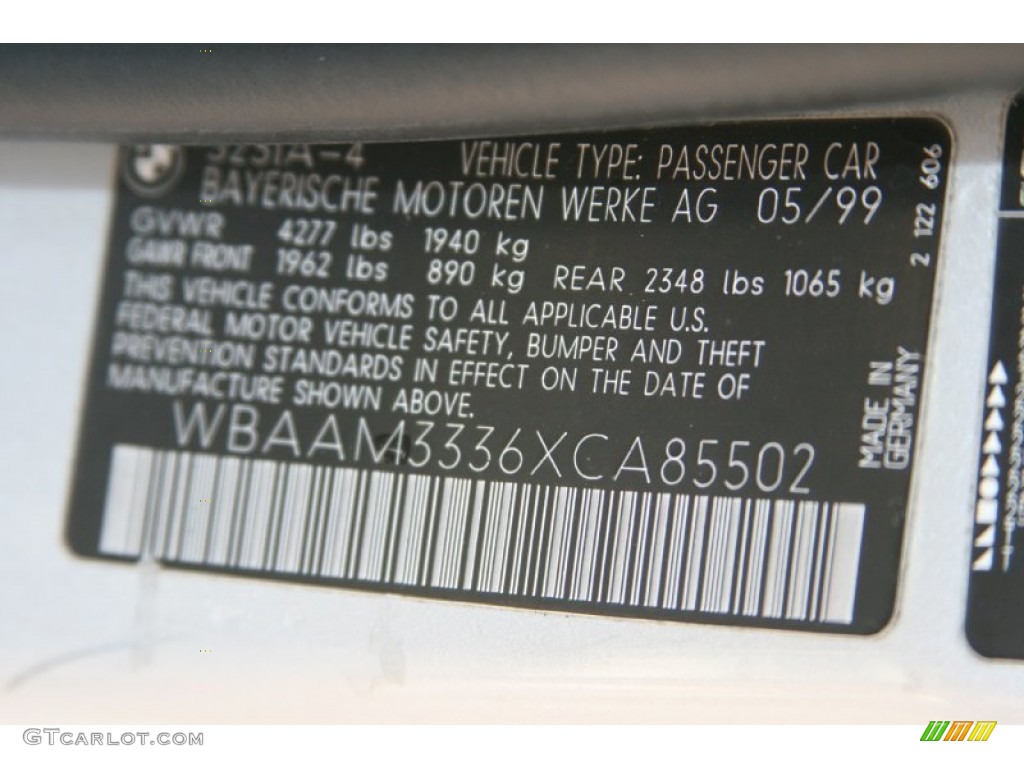 VEHICLE TYPE: PASSENGER CAR
BAYERISCHE MOTOREN WERKE AG 05/99
GVWR 4277 lbs 1940 kg
GAWR FRONT 1962 lbs 890 kg REAR 2348 lbs 1065 kg
THIS VEHICLE CONFORMS TO ALL APPLICABLE U.S.
FEDERAL MOTOR VEHICLE SAFETY, BUMPER AND THEFT
PREVENTION STANDARDS IN EFFECT ON THE DATE OF
MANUFACTURE SHOWN ABOVE.
WBAAM3336XCA85502
MADE IN
GERMANY
2 122 606
GTCARLOT.COM